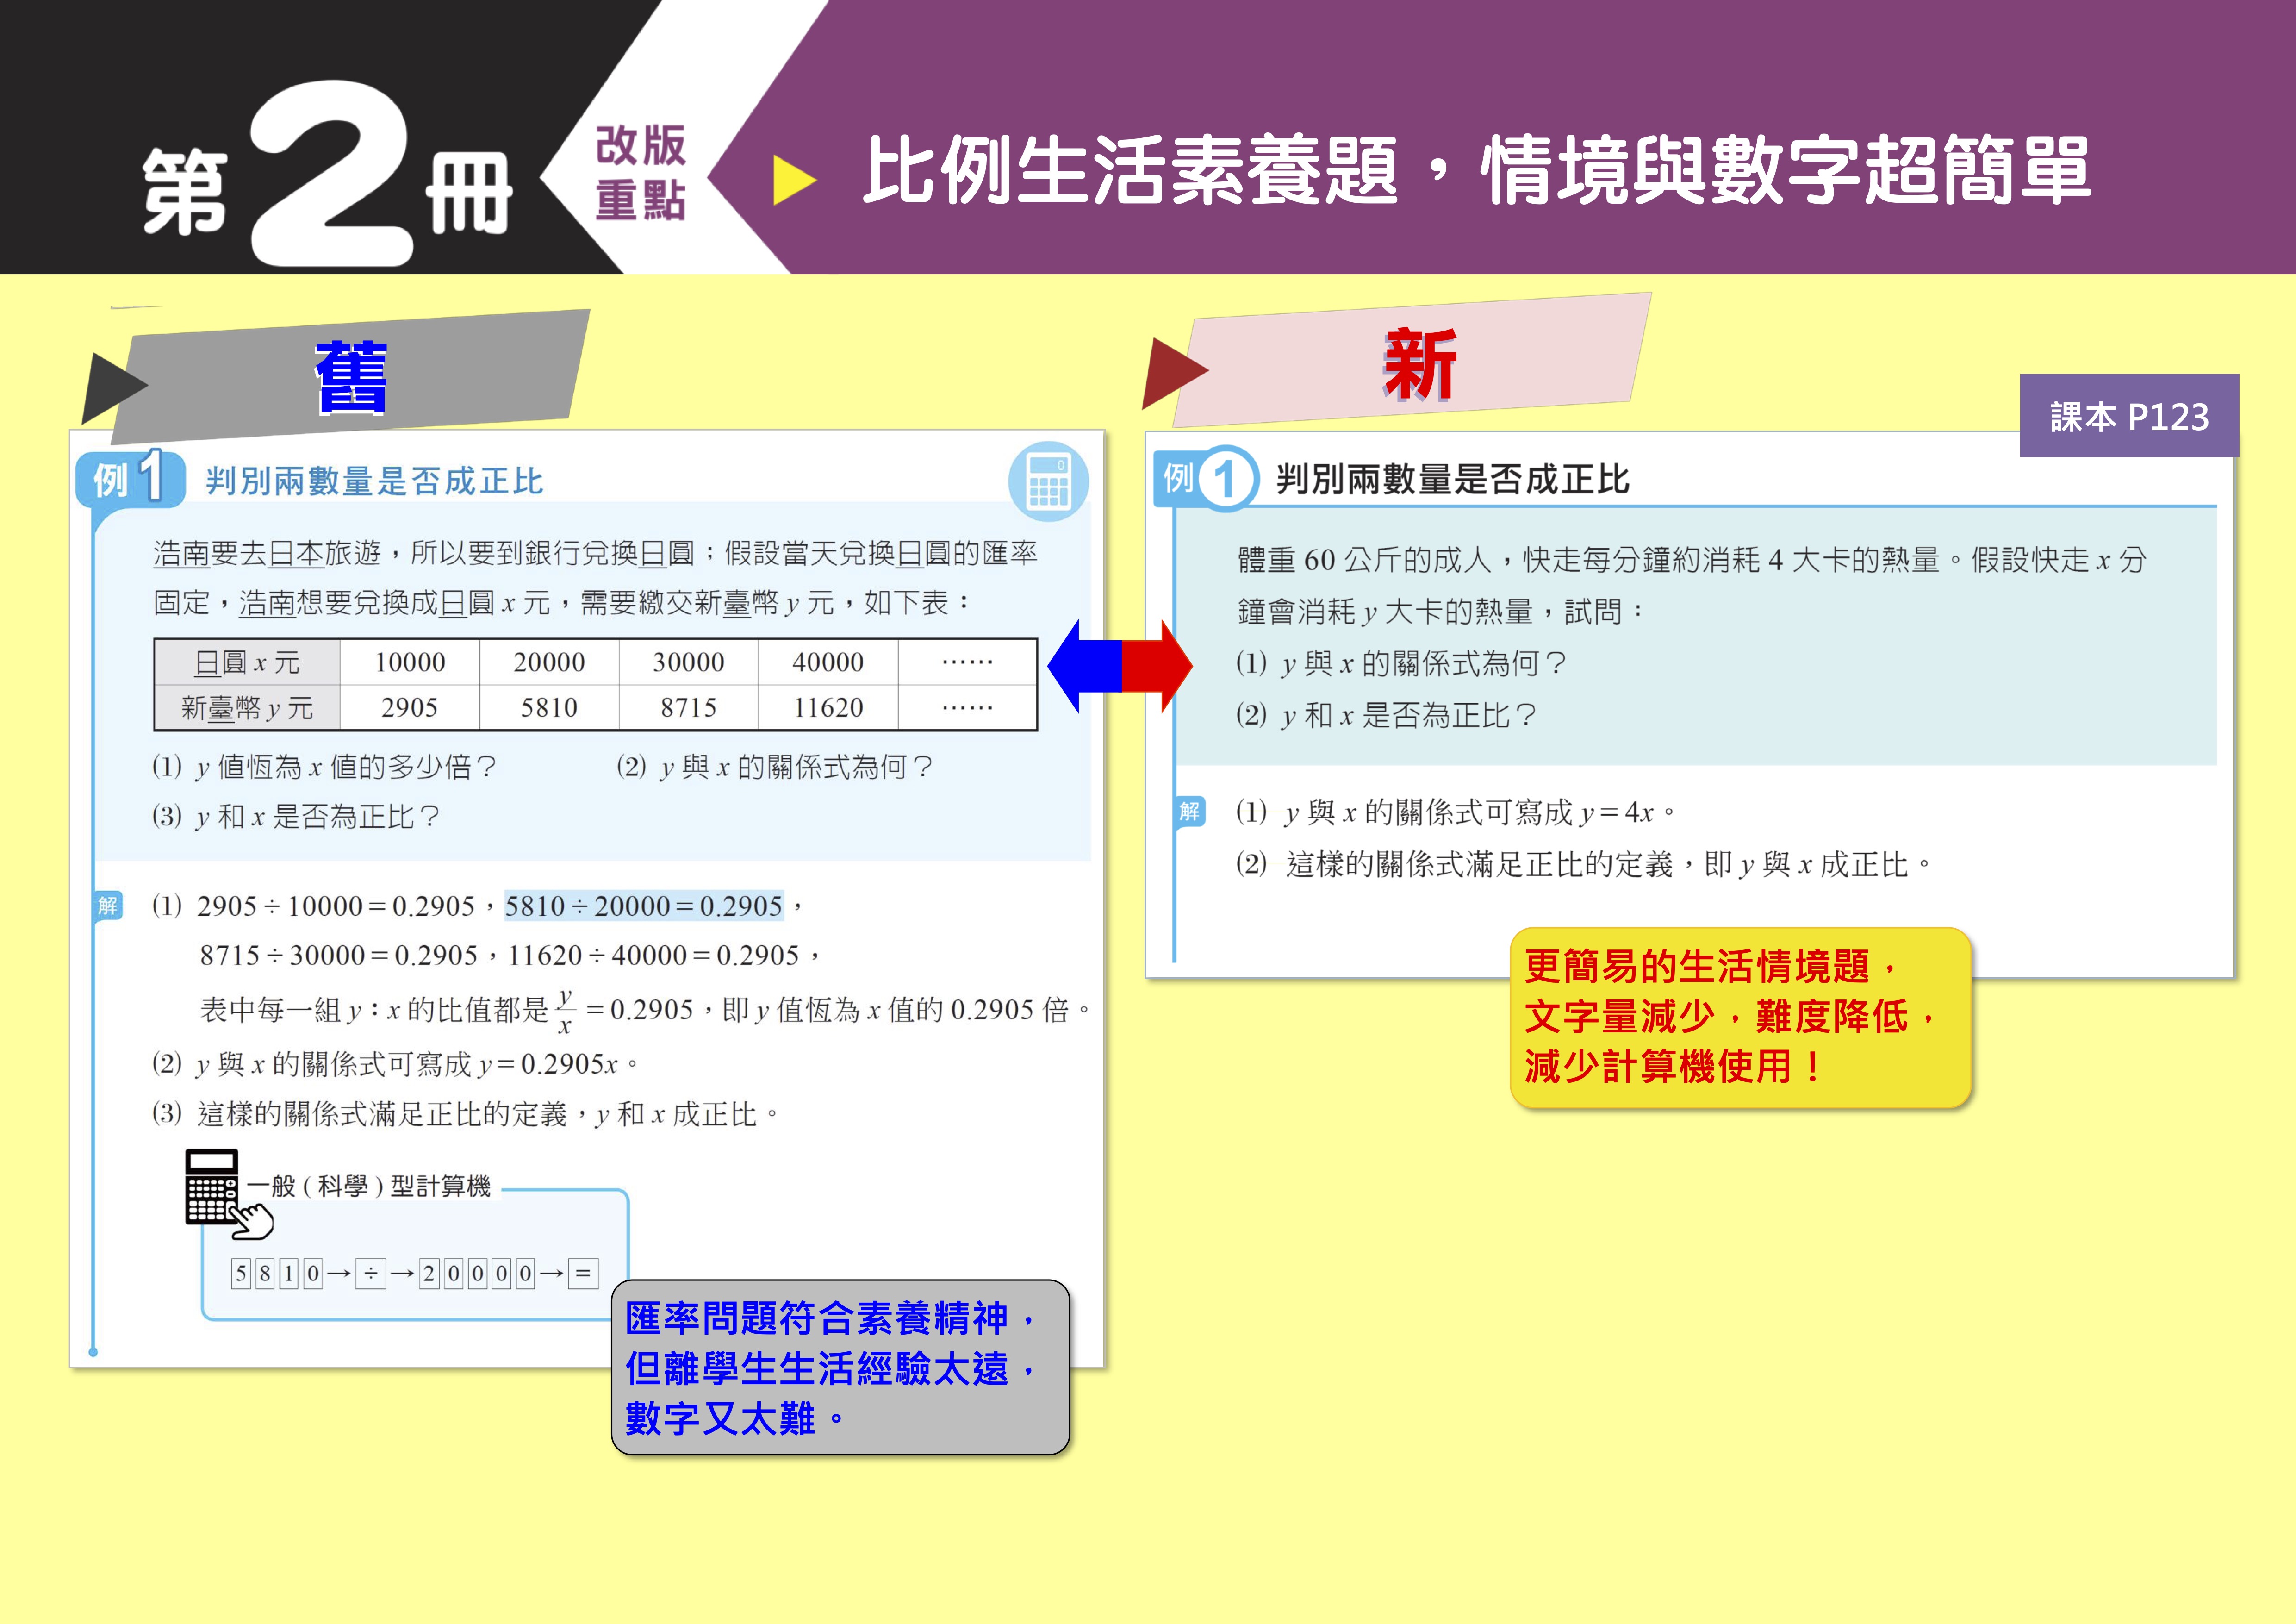 第2冊
改版
重點
比例生活素養題，情境與數字超簡單
舊
例1 判別兩數量是否成正比
浩南要去日本旅遊，所以要到銀行兌換日圓；假設當天兌換日圓的匯率
固定，浩南想要兌換成日圓 x 元，需要繳交新臺幣 y 元，如下表：
日圓 x 元 10000 20000 30000 40000 ……
新臺幣 y 元 2905 5810 8715 11620 ……
(1) y 值恆為 x 值的多少倍？ (2) y 與 x 的關係式為何？
(3) y 和 x 是否為正比？
解 (1) 2905÷10000＝0.2905，5810÷20000＝0.2905，
8715÷30000＝0.2905，11620÷40000＝0.2905，
表中每一組 y：x 的比值都是 y/x ＝0.2905，即 y 值恆為 x 值的 0.2905 倍。
(2) y 與 x 的關係式可寫成 y＝0.2905x。
(3) 這樣的關係式滿足正比的定義，y 和 x 成正比。
一般(科學)型計算機
5810→÷→20000→=
匯率問題符合素養精神，
但離學生生活經驗太遠，
數字又太難。
新
課本 P123
例1 判別兩數量是否成正比
體重 60 公斤的成人，快走每分鐘約消耗 4 大卡的熱量。假設快走 x 分
鐘會消耗 y 大卡的熱量，試問：
(1) y 與 x 的關係式為何？
(2) y 和 x 是否為正比？
解 (1) y 與 x 的關係式可寫成 y＝4x。
(2) 這樣的關係式滿足正比的定義，即 y 與 x 成正比。
更簡易的生活情境題，
文字量減少，難度降低，
減少計算機使用！